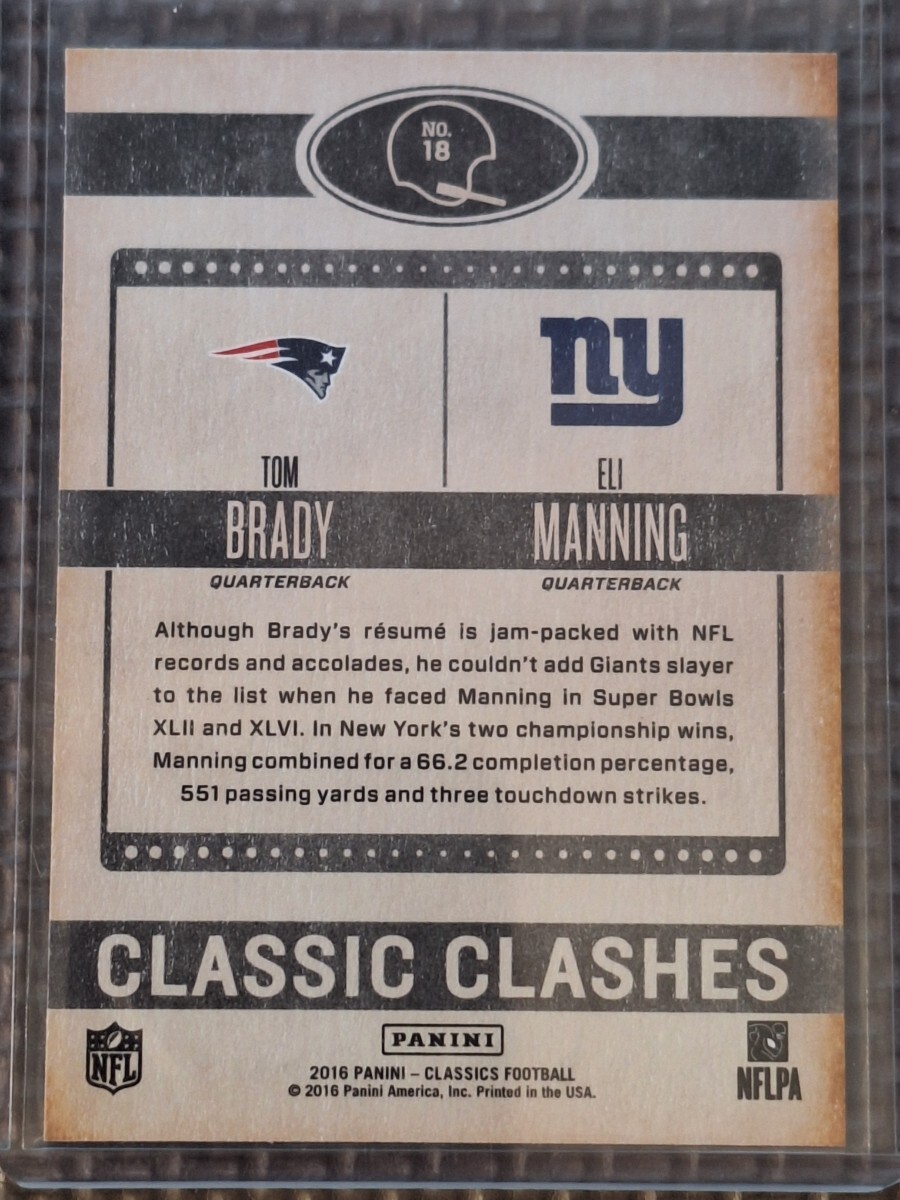 NO.
18
ny
TOM
ELI
BRADY
MANNING
QUARTERBACK
QUARTERBACK
Although Brady's résumé is jam-packed with NFL
records and accolades, he couldn't add Giants slayer
to the list when he faced Manning in Super Bowls
XLII and XLVI. In New York's two championship wins,
Manning combined for a 66.2 completion percentage,
551 passing yards and three touchdown strikes.
CLASSIC CLASHES
NFL
PANINI
2016 PANINI – CLASSICS FOOTBALL
© 2016 Panini America, Inc. Printed in the USA.
NFLPA